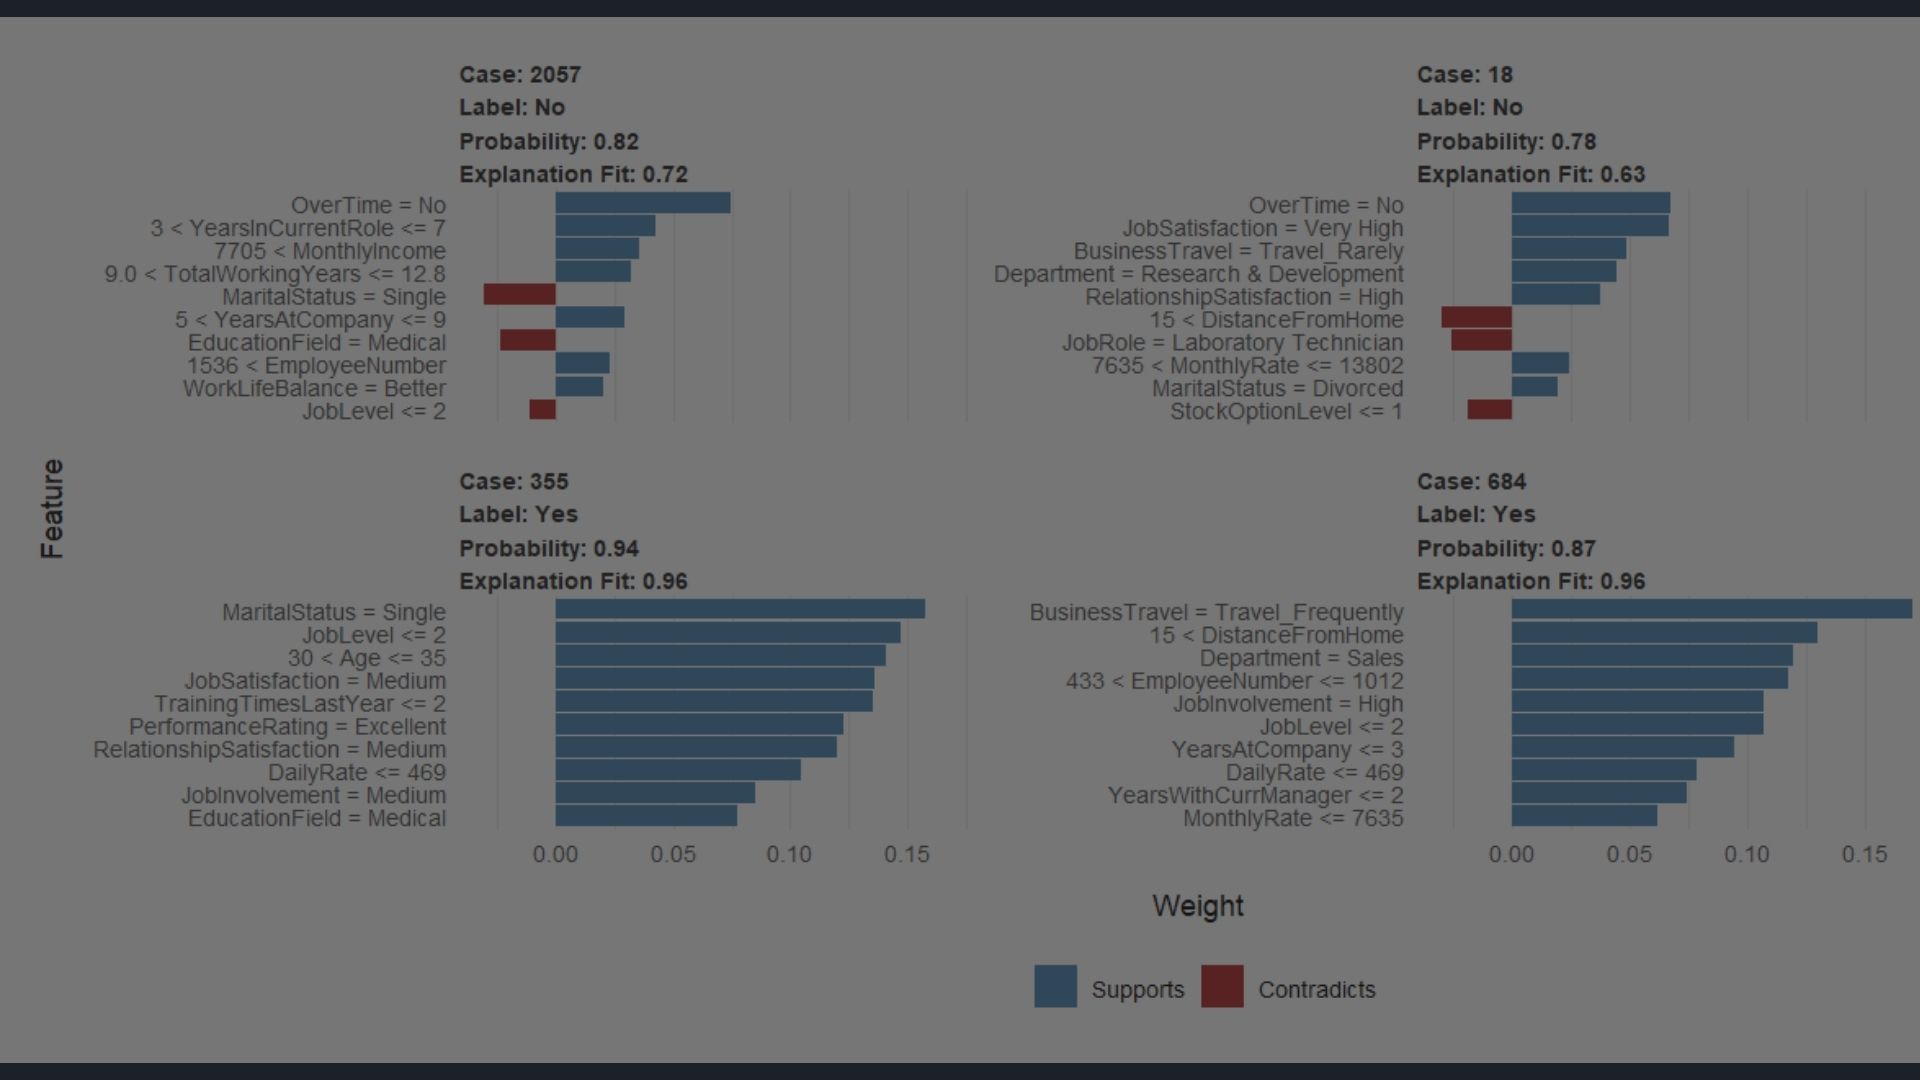 Case: 2057
Label: No
Probability: 0.82
Explanation Fit: 0.72
OverTime = No
3 < YearsInCurrentRole <= 7
7705 < MonthlyIncome
9.0 < TotalWorkingYears <= 12.8
MaritalStatus = Single
5 < YearsAtCompany <= 9
EducationField = Medical
1536 < EmployeeNumber
WorkLifeBalance = Better
JobLevel <= 2
Case: 18
Label: No
Probability: 0.78
Explanation Fit: 0.63
OverTime = No
JobSatisfaction = Very High
BusinessTravel = Travel_Rarely
Department = Research & Development
RelationshipSatisfaction = High
15 < DistanceFromHome
JobRole = Laboratory Technician
7635 < MonthlyRate <= 13802
MaritalStatus = Divorced
StockOptionLevel <= 1
Feature
Case: 355
Label: Yes
Probability: 0.94
Explanation Fit: 0.96
MaritalStatus = Single
JobLevel <= 2
30 < Age <= 35
JobSatisfaction = Medium
TrainingTimesLastYear <= 2
PerformanceRating = Excellent
RelationshipSatisfaction = Medium
DailyRate <= 469
JobInvolvement = Medium
EducationField = Medical
0.00 0.05 0.10 0.15
Case: 684
Label: Yes
Probability: 0.87
Explanation Fit: 0.96
BusinessTravel = Travel_Frequently
15 < DistanceFromHome
Department = Sales
433 < EmployeeNumber <= 1012
JobInvolvement = High
JobLevel <= 2
YearsAtCompany <= 3
DailyRate <= 469
YearsWithCurrManager <= 2
MonthlyRate <= 7635
0.00 0.05 0.10 0.15
Weight
Supports Contradicts